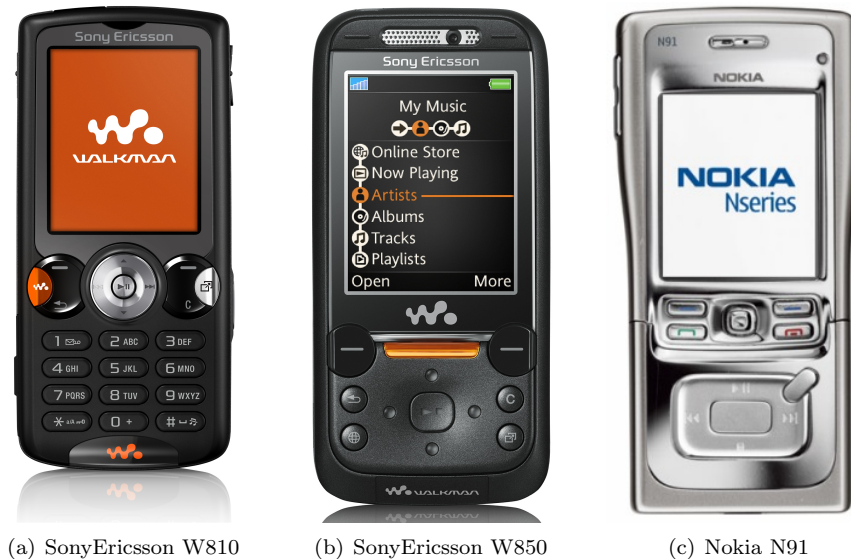 Sony Ericsson
WALKMAN
C
1
2 ABC
3 DEF
4 GHI
5 JKL
6 MNO
7 PQRS
8 TUV
9 WXYZ
* a/A
0 +
#
(a) SonyEricsson W810
Sony Ericsson
My Music
Online Store
Now Playing
Artists
Albums
Tracks
Playlists
Open More
C
WALKMAN
(b) SonyEricsson W850
N91
NOKIA
NOKIA
Nseries
(c) Nokia N91